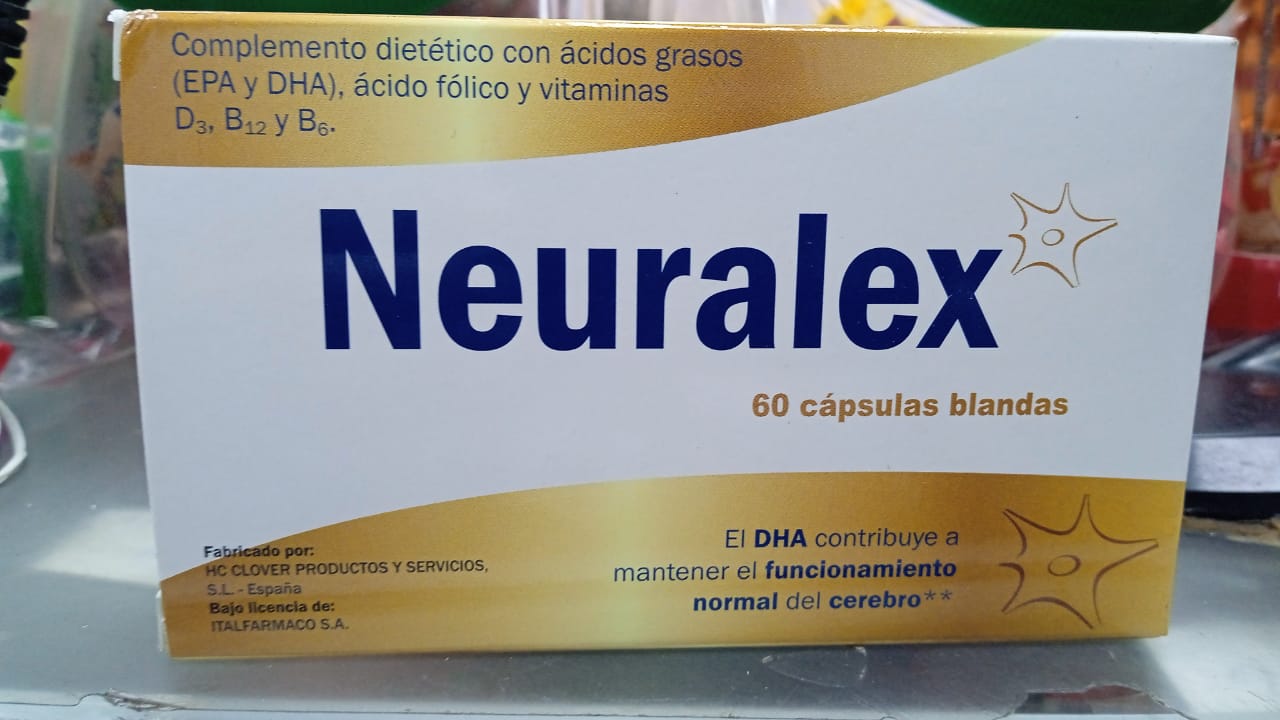 Complemento dietético con ácidos grasos
(EPA y DHA), ácido fólico y vitaminas
D₃, B₁₂ y B₆.
Neuralex
60 cápsulas blandas
Fabricado por:
HC CLOVER PRODUCTOS Y SERVICIOS,
S.L. - España
Bajo licencia de:
ITALFARMACO S.A.
El DHA contribuye a
mantener el funcionamiento
normal del cerebro**